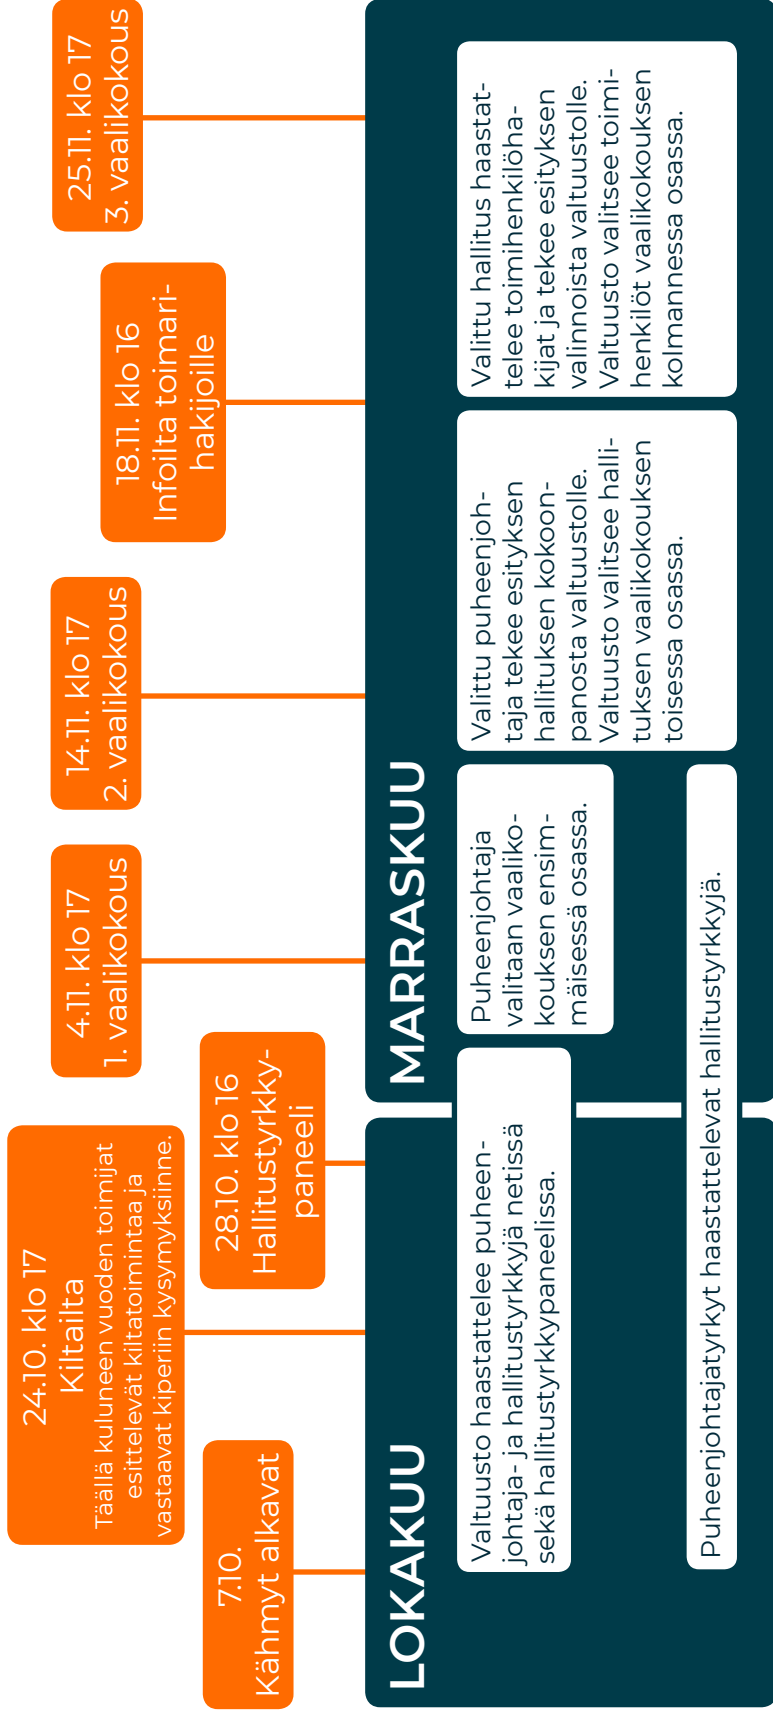 7.10.
Kähmyt alkavat
24.10. klo 17
Kiltailta
Täällä kuluneen vuoden toimijat
esittelevät kiltatoimintaa ja
vastaavat kiperiin kysymyksiinne.
28.10. klo 16
Hallitustyrkky-
paneeli
4.11. klo 17
1. vaalikokous
14.11. klo 17
2. vaalikokous
18.11. klo 16
Infoilta toimari-
hakijoille
25.11. klo 17
3. vaalikokous
LOKAKUU
MARRASKUU
Valtuusto haastattelee puheen-
johtaja- ja hallitustyrkkyjä netissä
sekä hallitustyrkkypaneelissa.
Puheenjohtaja
valitaan vaaliko-
kouksen ensim-
mäisessä osassa.
Valittu puheenjoh-
taja tekee esityksen
hallituksen kokoon-
panosta valtuustolle.
Valtuusto valitsee halli-
tuksen vaalikokouksen
toisessa osassa.
Valittu hallitus haastat-
telee toimihenkilöha-
kijat ja tekee esityksen
valinnoista valtuustolle.
Valtuusto valitsee toimi-
henkilöt vaalikokouksen
kolmannessa osassa.
Puheenjohtajatyrkyt haastattelevat hallitustyrkkyjä.